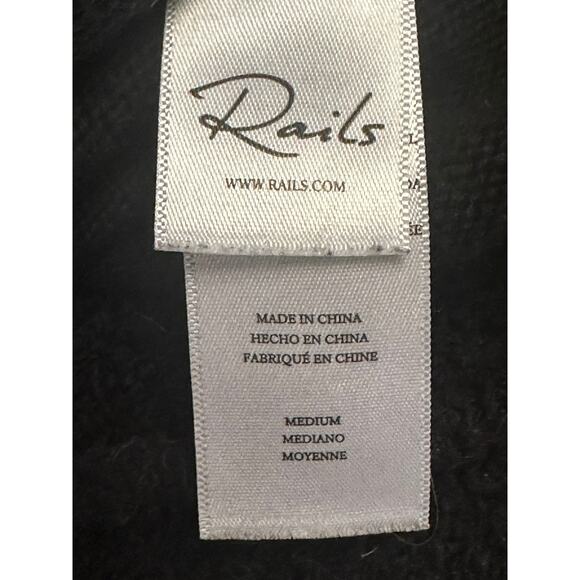 Rails
WWW.RAILS.COM
MADE IN CHINA
HECHO EN CHINA
FABRIQUÉ EN CHINE
MEDIUM
MEDIANO
MOYENNE